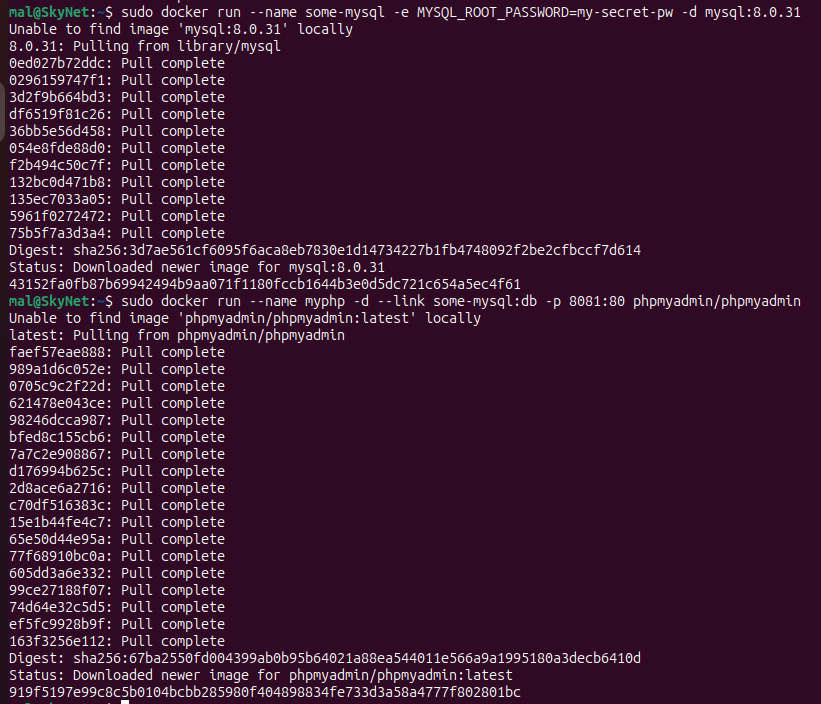 mal@SkyNet:~$ sudo docker run --name some-mysql -e MYSQL_ROOT_PASSWORD=my-secret-pw -d mysql:8.0.31
Unable to find image 'mysql:8.0.31' locally
8.0.31: Pulling from library/mysql
0ed027b72ddc: Pull complete
0296159747f1: Pull complete
3d2f9b664bd3: Pull complete
df6519f81c26: Pull complete
36bb5e56d458: Pull complete
054e8fde88d0: Pull complete
f2b494c50c7f: Pull complete
132bc0d471b8: Pull complete
135ec7033a05: Pull complete
5961f0272472: Pull complete
75b5f7a3d3a4: Pull complete
Digest: sha256:3d7ae561cf6095f6aca8eb7830e1d14734227b1fb4748092f2be2cfbccf7d614
Status: Downloaded newer image for mysql:8.0.31
43152fa0fb87b69942494b9aa071f1180fccb1644b3e0d5dc721c654a5ec4f61
mal@SkyNet:~$ sudo docker run --name myphp -d --link some-mysql:db -p 8081:80 phpmyadmin/phpmyadmin
Unable to find image 'phpmyadmin/phpmyadmin:latest' locally
latest: Pulling from phpmyadmin/phpmyadmin
faef57eae888: Pull complete
989a1d6c052e: Pull complete
0705c9c2f22d: Pull complete
621478e043ce: Pull complete
98246dcca987: Pull complete
bfed8c155cb6: Pull complete
7a7c2e908867: Pull complete
d176994b625c: Pull complete
2d8ace6a2716: Pull complete
c70df516383c: Pull complete
15e1b44fe4c7: Pull complete
65e50d44e95a: Pull complete
77f68910bc0a: Pull complete
605dd3a6e332: Pull complete
99ce27188f07: Pull complete
74d64e32c5d5: Pull complete
ef5fc9928b9f: Pull complete
163f3256e112: Pull complete
Digest: sha256:67ba2550fd004399ab0b95b64021a88ea544011e566a9a1995180a3decb6410d
Status: Downloaded newer image for phpmyadmin/phpmyadmin:latest
919f5197e99c8c5b0104bcbb285980f404898834fe733d3a58a4777f802801bc